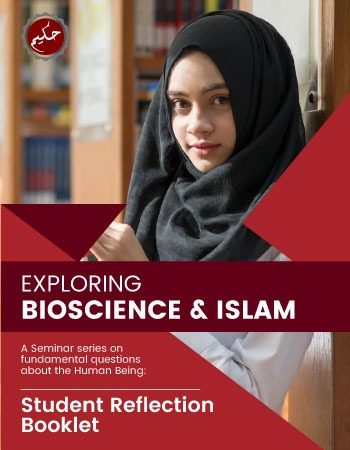 حكيم
EXPLORING
BIOSCIENCE & ISLAM
A Seminar series on
fundamental questions
about the Human Being:
Student Reflection
Booklet